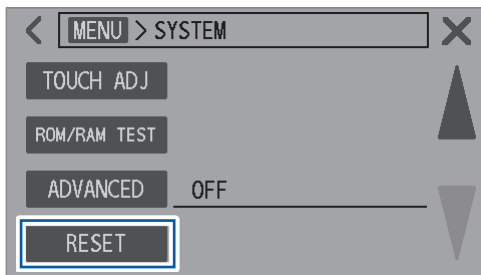 MENU > SYSTEM
TOUCH ADJ
ROM/RAM TEST
ADVANCED OFF
RESET